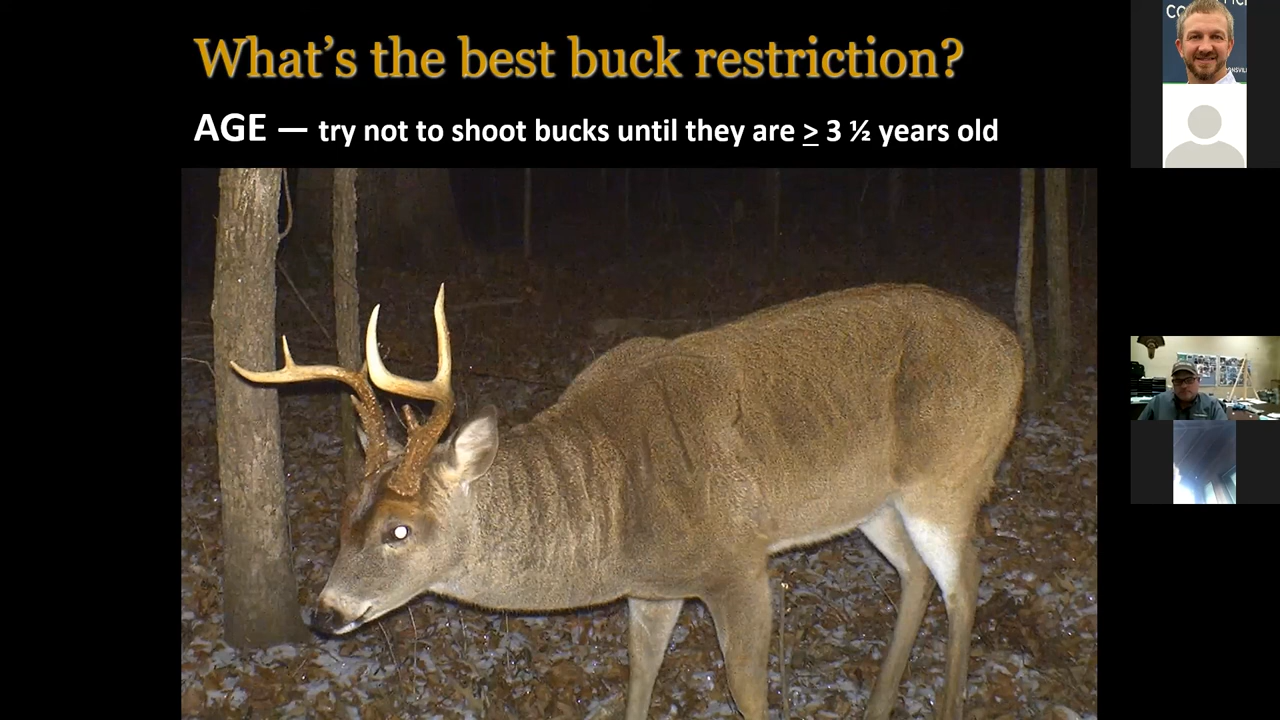 What's the best buck restriction?
AGE — try not to shoot bucks until they are ≥ 3 ½ years old